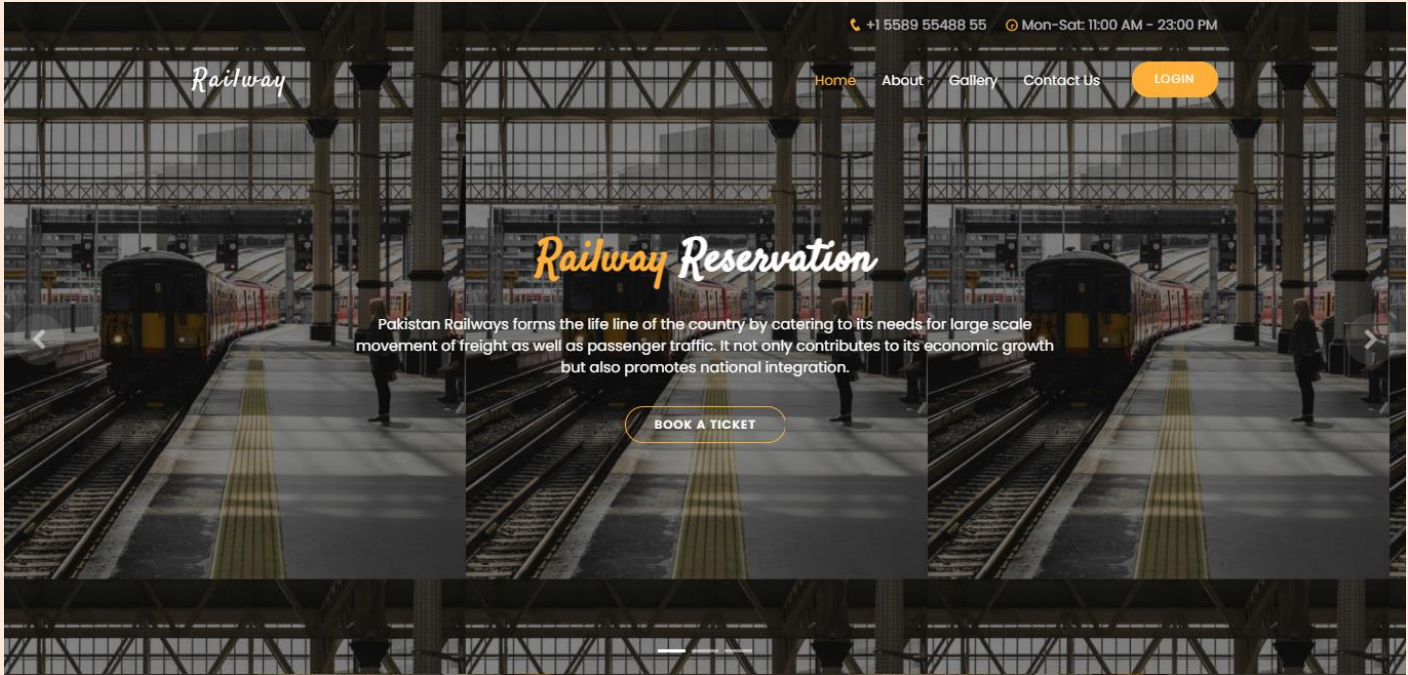 +1 5589 55488 55 Mon-Sat: 11:00 AM - 23:00 PM
Railway Home About Gallery Contact Us LOGIN
Railway Reservation
Pakistan Railways forms the life line of the country by catering to its needs for large scale
movement of freight as well as passenger traffic. It not only contributes to its economic growth
but also promotes national integration.
BOOK A TICKET